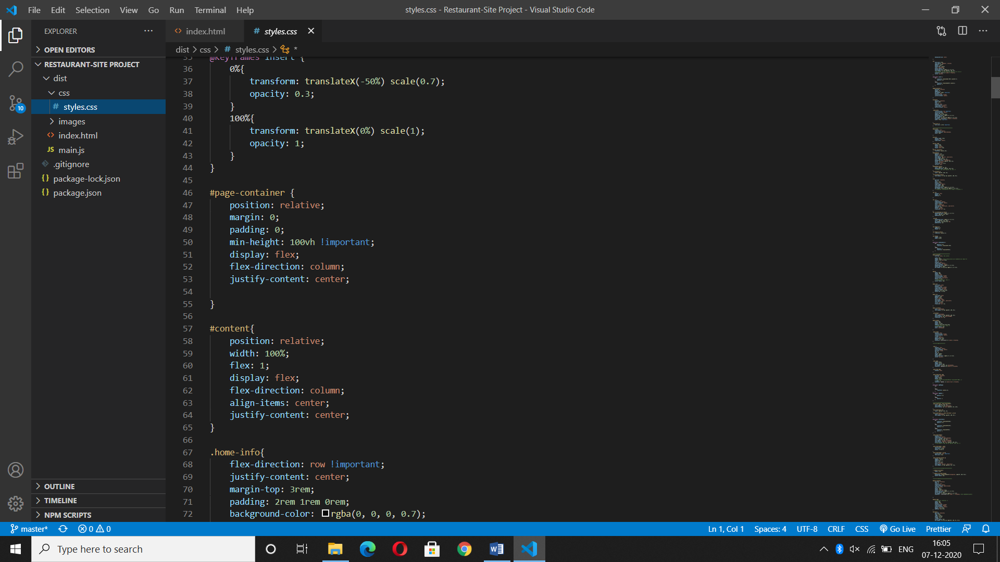 File Edit Selection View Go Run Terminal Help
styles.css - Restaurant-Site Project - Visual Studio Code
EXPLORER
OPEN EDITORS
RESTAURANT-SITE PROJECT
dist
css
# styles.css
images
<> index.html
JS main.js
.gitignore
{} package-lock.json
{} package.json
OUTLINE
TIMELINE
NPM SCRIPTS
10
<> index.html
# styles.css
dist > css > # styles.css > *
35 @keyframes insert {
36 0%{
37 transform: translateX(-50%) scale(0.7);
38 opacity: 0.3;
39 }
40 100%{
41 transform: translateX(0%) scale(1);
42 opacity: 1;
43 }
44 }
45
46 #page-container {
47 position: relative;
48 margin: 0;
49 padding: 0;
50 min-height: 100vh !important;
51 display: flex;
52 flex-direction: column;
53 justify-content: center;
54
55 }
56
57 #content{
58 position: relative;
59 width: 100%;
60 flex: 1;
61 display: flex;
62 flex-direction: column;
63 align-items: center;
64 justify-content: center;
65 }
66
67 .home-info{
68 flex-direction: row !important;
69 justify-content: center;
70 margin-top: 3rem;
71 padding: 2rem 1rem 0rem;
72 background-color: rgba(0, 0, 0, 0.7);
master* 0 0
Ln 1, Col 1 Spaces: 4 UTF-8 CRLF CSS Go Live Prettier
Type here to search
ENG
16:05
07-12-2020